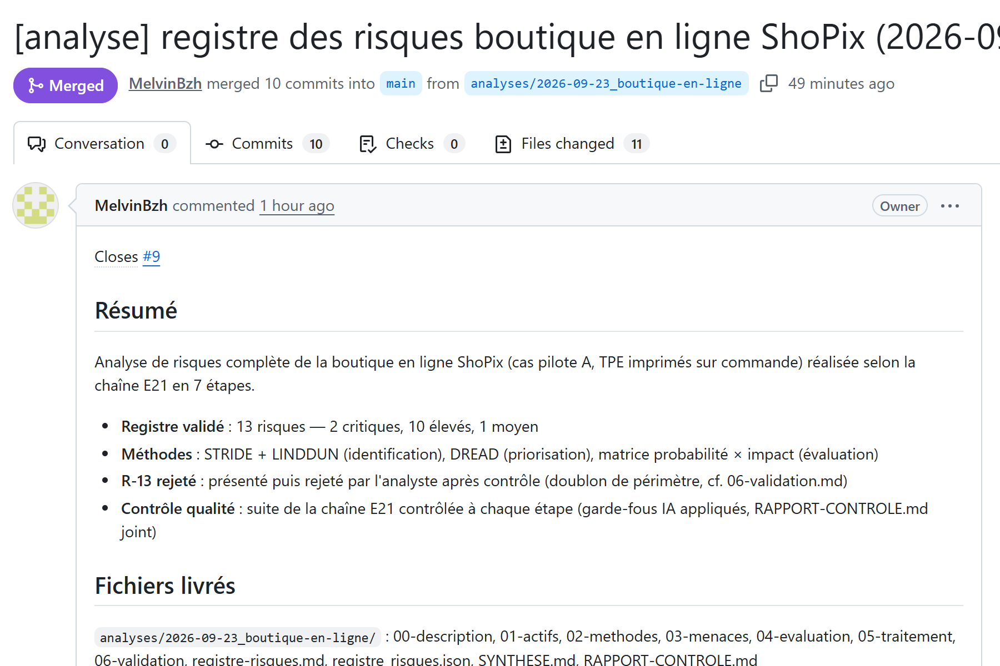 [analyse] registre des risques boutique en ligne ShoPix (2026-09
Merged MelvinBzh merged 10 commits into main from analyses/2026-09-23_boutique-en-ligne 49 minutes ago
Conversation 0 Commits 10 Checks 0 Files changed 11
MelvinBzh commented 1 hour ago Owner
Closes #9
Résumé
Analyse de risques complète de la boutique en ligne ShoPix (cas pilote A, TPE imprimés sur commande) réalisée selon la
chaîne E21 en 7 étapes.
• Registre validé : 13 risques — 2 critiques, 10 élevés, 1 moyen
• Méthodes : STRIDE + LINDDUN (identification), DREAD (priorisation), matrice probabilité × impact (évaluation)
• R-13 rejeté : présenté puis rejeté par l'analyste après contrôle (doublon de périmètre, cf. 06-validation.md)
• Contrôle qualité : suite de la chaîne E21 contrôlée à chaque étape (garde-fous IA appliqués, RAPPORT-CONTROLE.md
joint)
Fichiers livrés
analyses/2026-09-23_boutique-en-ligne/ : 00-description, 01-actifs, 02-methodes, 03-menaces, 04-evaluation, 05-traitement,
06-validation, registre-risques.md, registre_risques.json, SYNTHESE.md, RAPPORT-CONTROLE.md